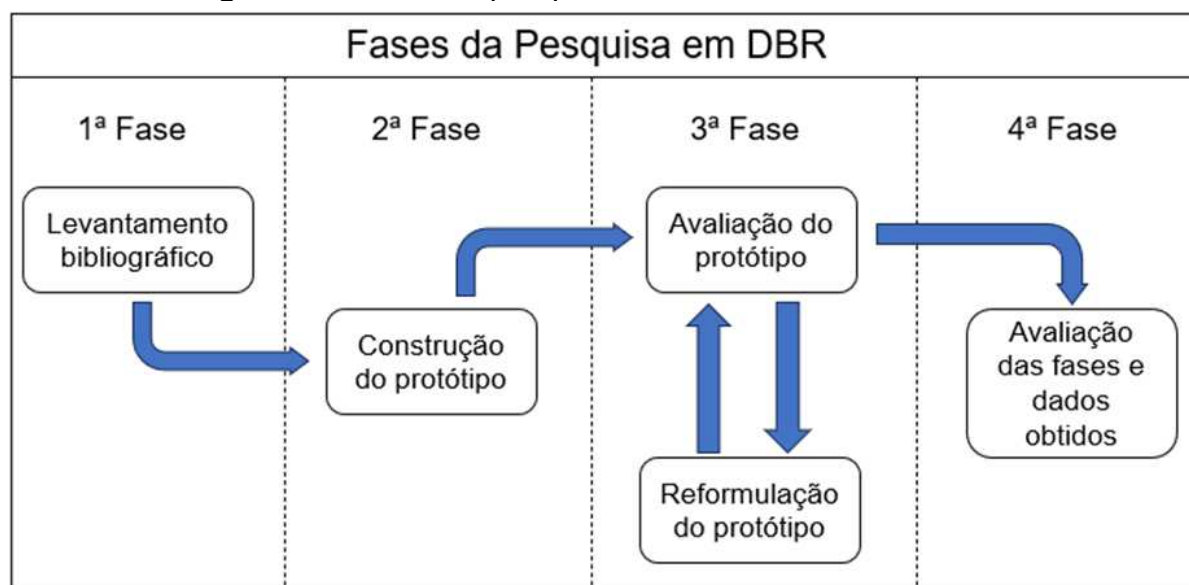 Fases da Pesquisa em DBR
1ª Fase
2ª Fase
3ª Fase
4ª Fase
Levantamento
bibliográfico
Construção
do protótipo
Avaliação do
protótipo
Reformulação
do protótipo
Avaliação
das fases e
dados
obtidos